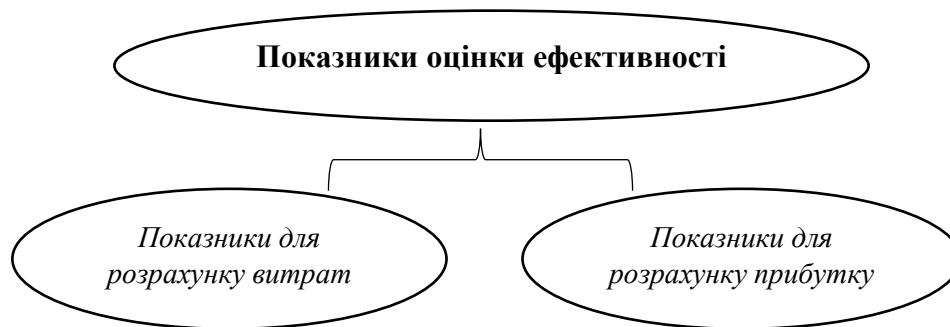 Показники оцінки ефективності
Показники для
розрахунку витрат
Показники для
розрахунку прибутку